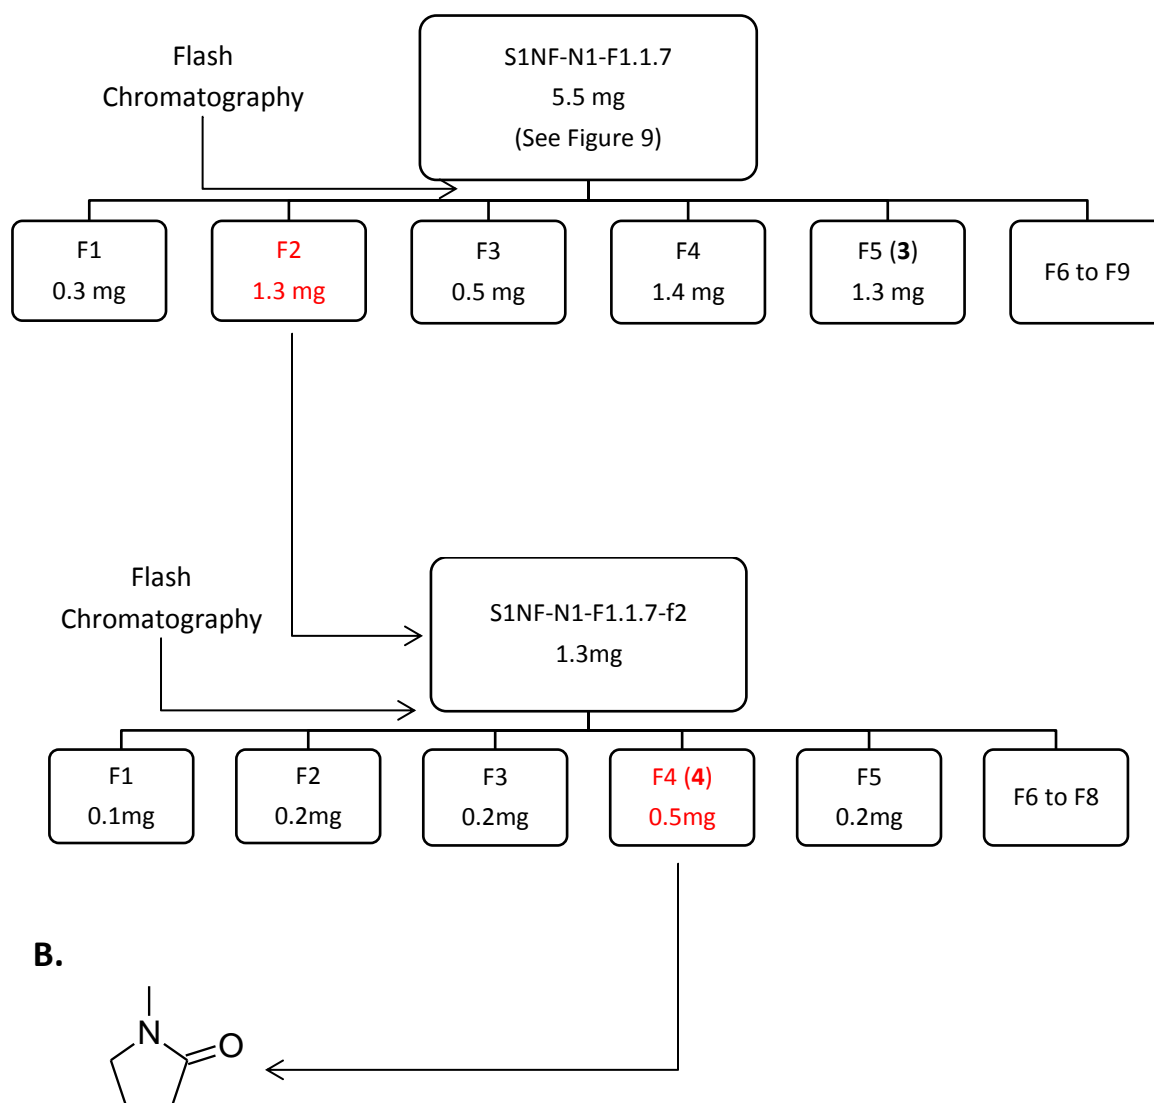 Flash
Chromatography
S1NF-N1-F1.1.7
5.5 mg
(See Figure 9)
F1
0.3 mg
F2
1.3 mg
F3
0.5 mg
F4
1.4 mg
F5 (3)
1.3 mg
F6 to F9
Flash
Chromatography
S1NF-N1-F1.1.7-f2
1.3mg
F1
0.1mg
F2
0.2mg
F3
0.2mg
F4 (4)
0.5mg
F5
0.2mg
F6 to F8
B.
N
O